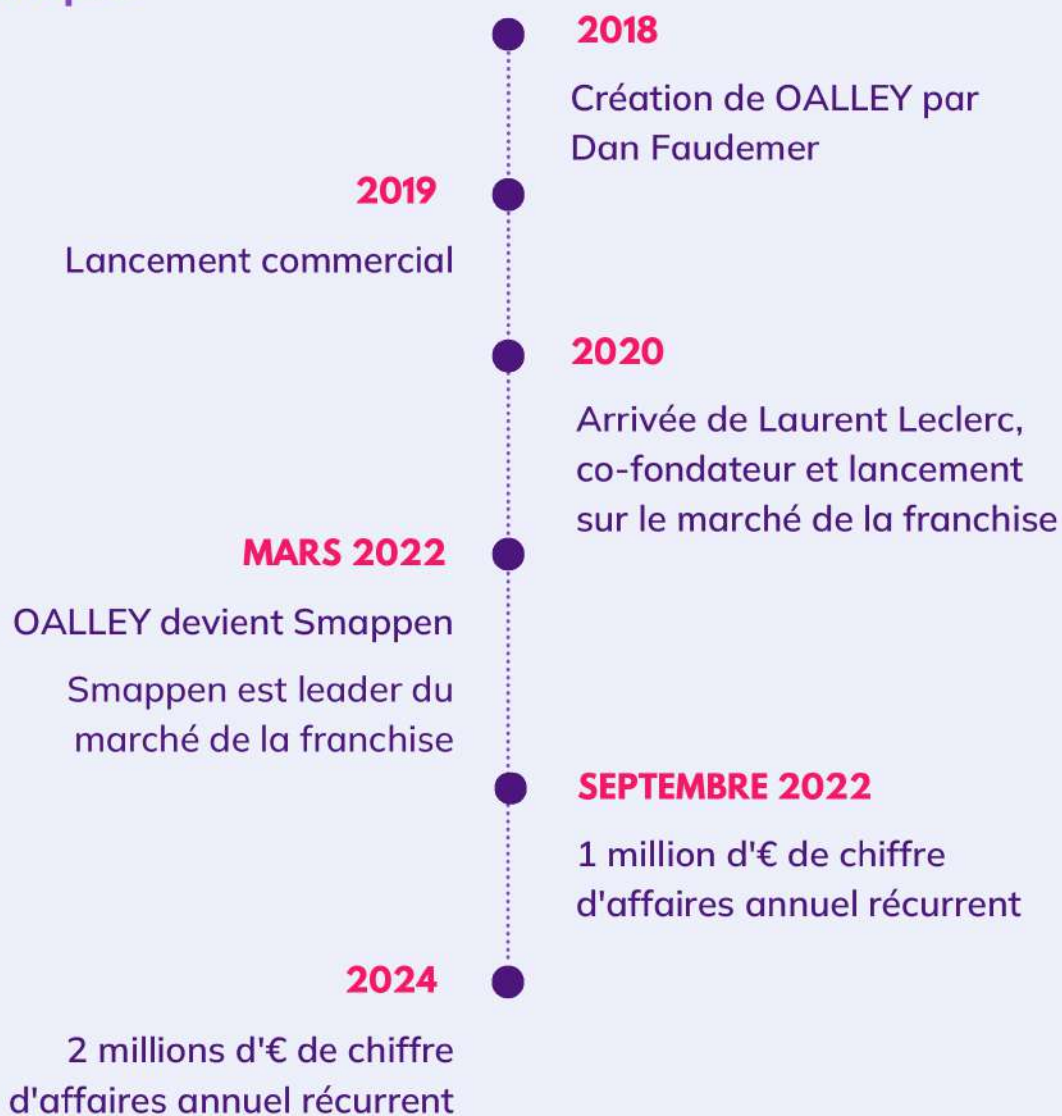 2018
Création de OALLEY par
Dan Faudemer
2019
Lancement commercial
2020
Arrivée de Laurent Leclerc,
co-fondateur et lancement
sur le marché de la franchise
MARS 2022
OALLEY devient Smappen
Smappen est leader du
marché de la franchise
SEPTEMBRE 2022
1 million d'€ de chiffre
d'affaires annuel récurrent
2024
2 millions d'€ de chiffre
d'affaires annuel récurrent